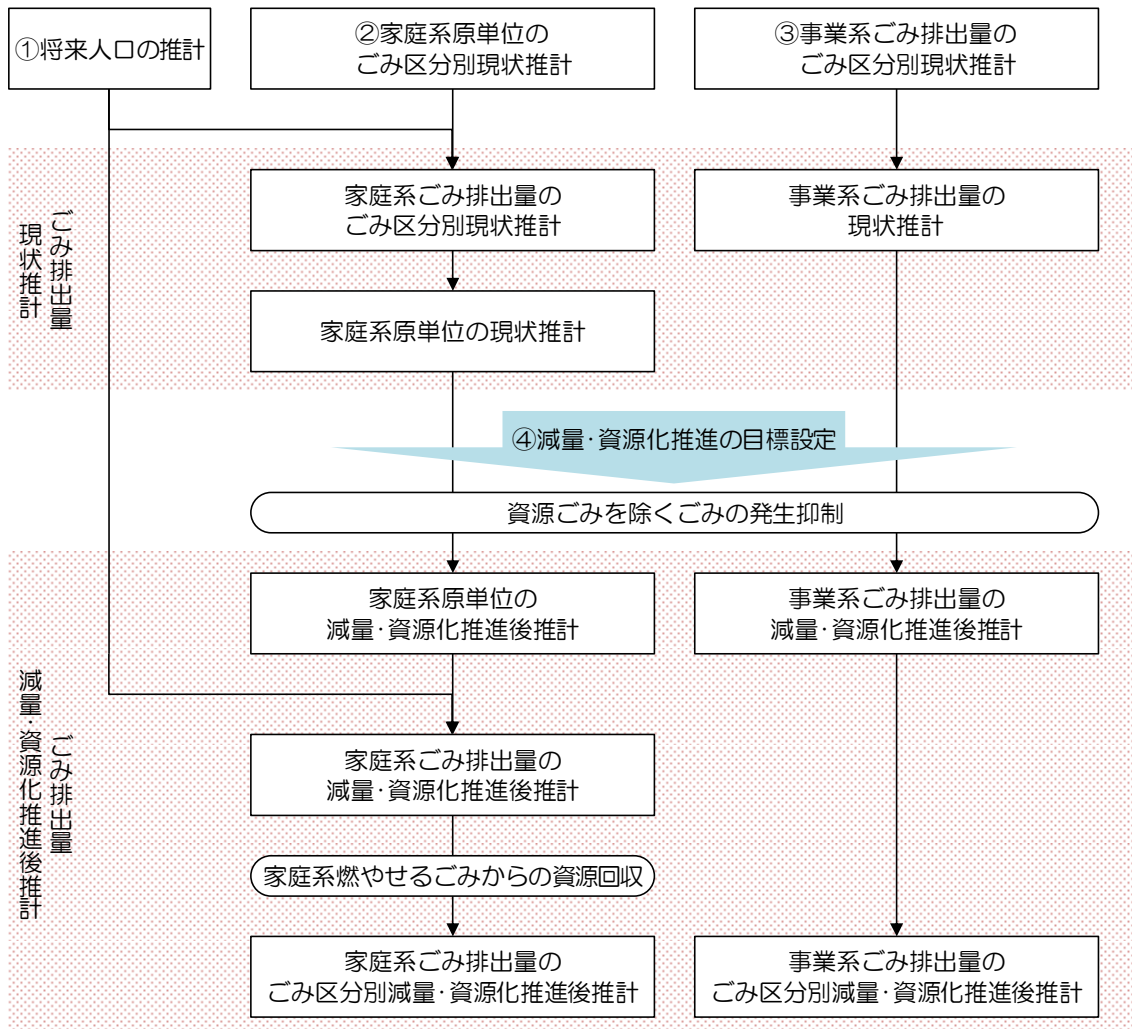 ①将来人口の推計
②家庭系原単位の
ごみ区分別現状推計
③事業系ごみ排出量の
ごみ区分別現状推計
ごみ排出量
現状推計
家庭系ごみ排出量の
ごみ区分別現状推計
事業系ごみ排出量の
現状推計
家庭系原単位の現状推計
④減量・資源化推進の目標設定
資源ごみを除くごみの発生抑制
ごみ排出量
減量・資源化推進後推計
家庭系原単位の
減量・資源化推進後推計
事業系ごみ排出量の
減量・資源化推進後推計
家庭系ごみ排出量の
減量・資源化推進後推計
家庭系燃やせるごみからの資源回収
家庭系ごみ排出量の
ごみ区分別減量・資源化推進後推計
事業系ごみ排出量の
ごみ区分別減量・資源化推進後推計